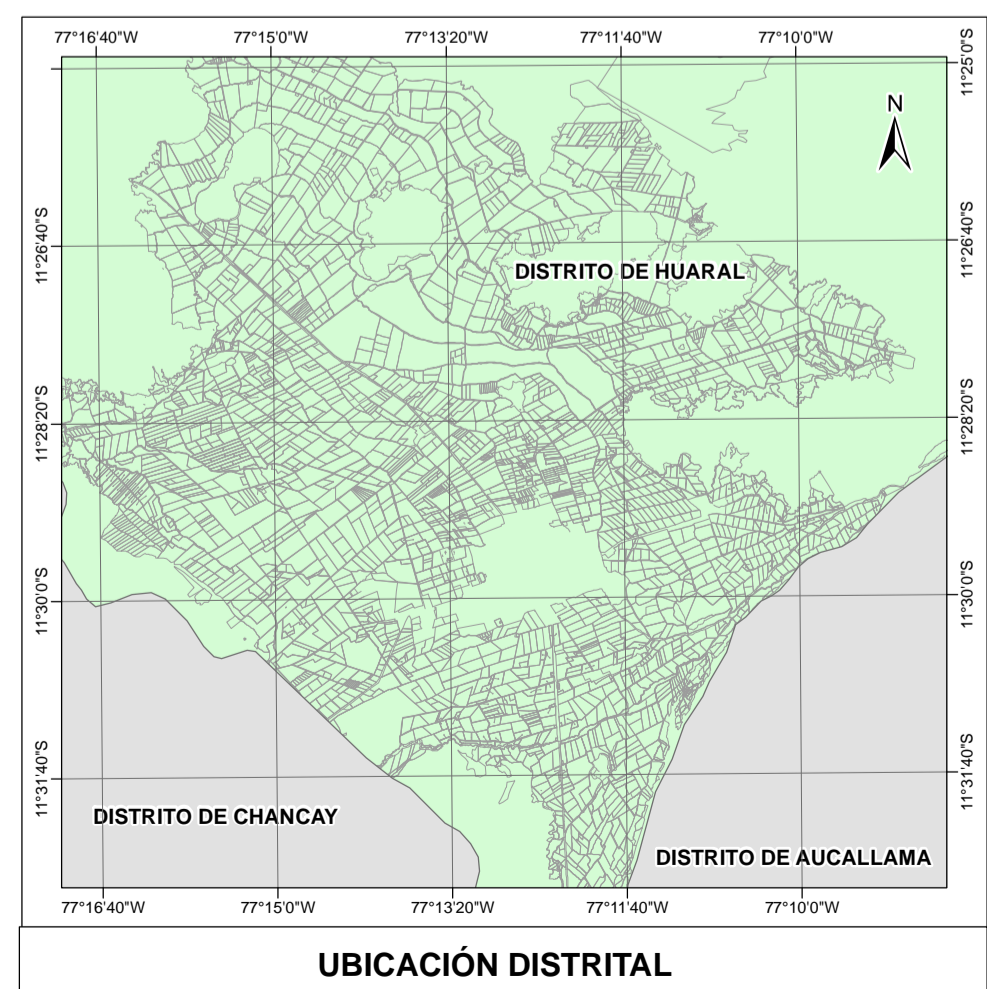 77°16'40"W 77°15'0"W 77°13'20"W 77°11'40"W 77°10'0"W
11°25'0"S
N
11°26'40"S 11°26'40"S
DISTRITO DE HUARAL
11°28'20"S 11°28'20"S
11°30'0"S 11°30'0"S
11°31'40"S 11°31'40"S
DISTRITO DE CHANCAY
DISTRITO DE AUCALLAMA
77°16'40"W 77°15'0"W 77°13'20"W 77°11'40"W 77°10'0"W
UBICACIÓN DISTRITAL